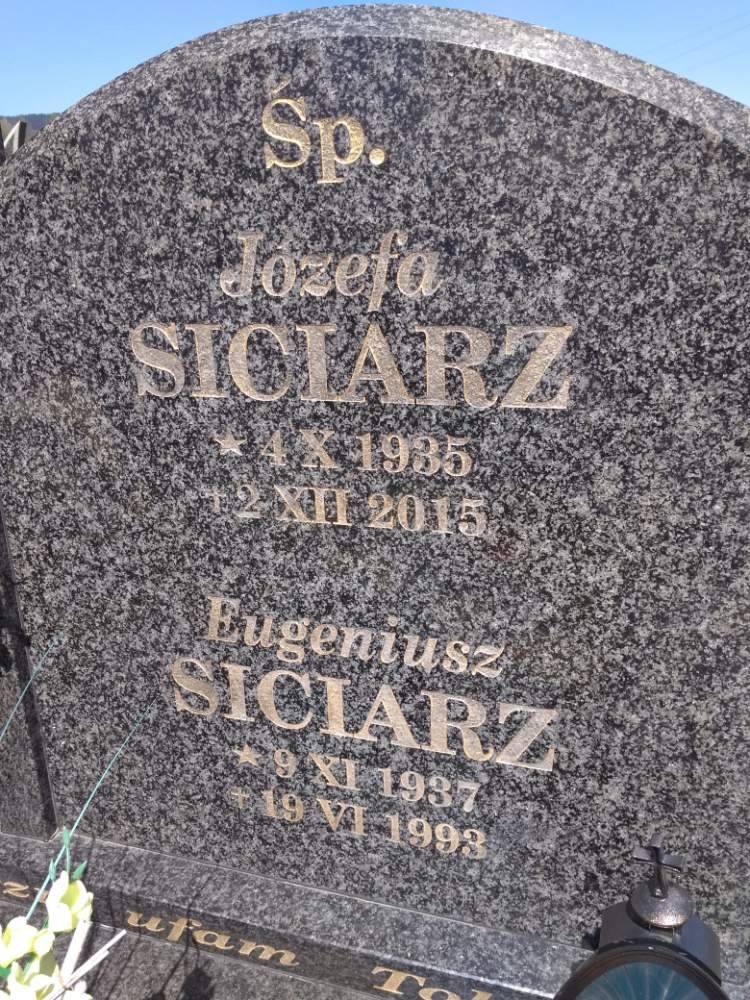 Śp.
Józefa
SICIARZ
★ 4 X 1935
+ 2 XII 2015
Eugeniusz
SICIARZ
★ 9 XI 1937
+ 19 VI 1993
ufam